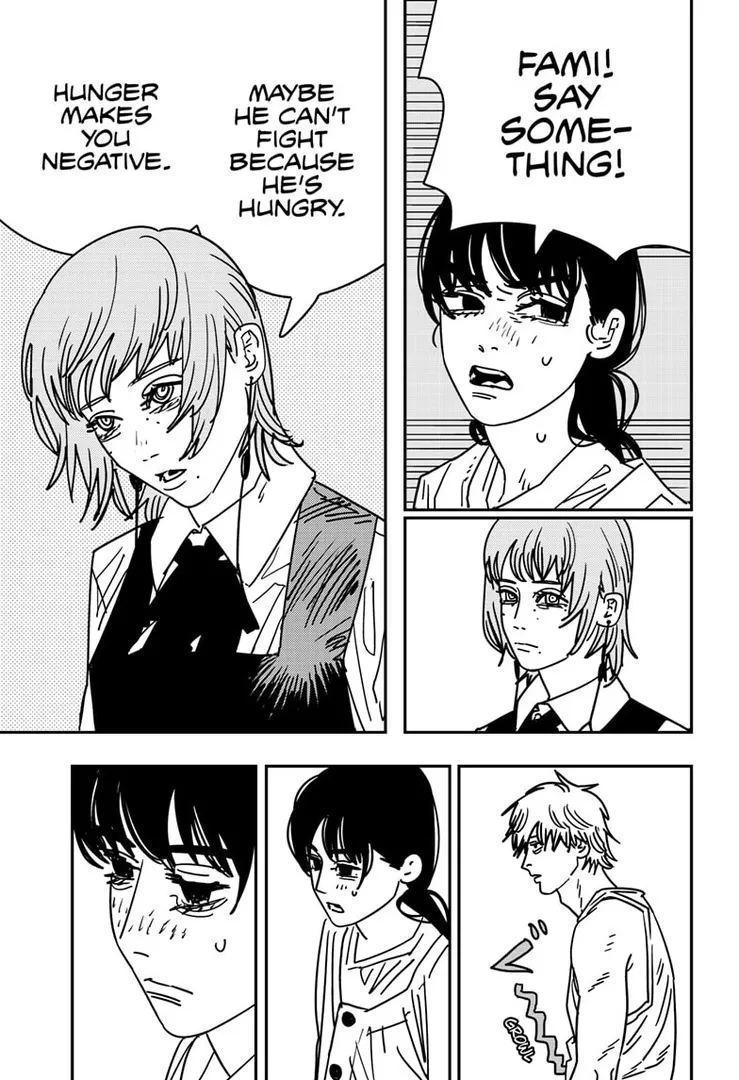 FAMI!
SAY
SOME-
THING!
MAYBE
HE CAN'T
FIGHT
BECAUSE
HE'S
HUNGRY.
HUNGER
MAKES
YOU
NEGATIVE.
GROWL